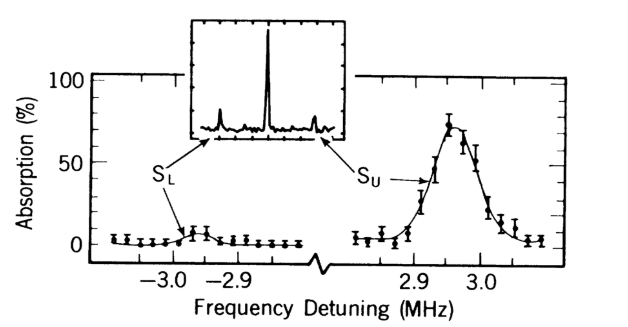 100
50
0
Absorption (%)
S_L
S_U
−3.0 −2.9
2.9 3.0
Frequency Detuning (MHz)